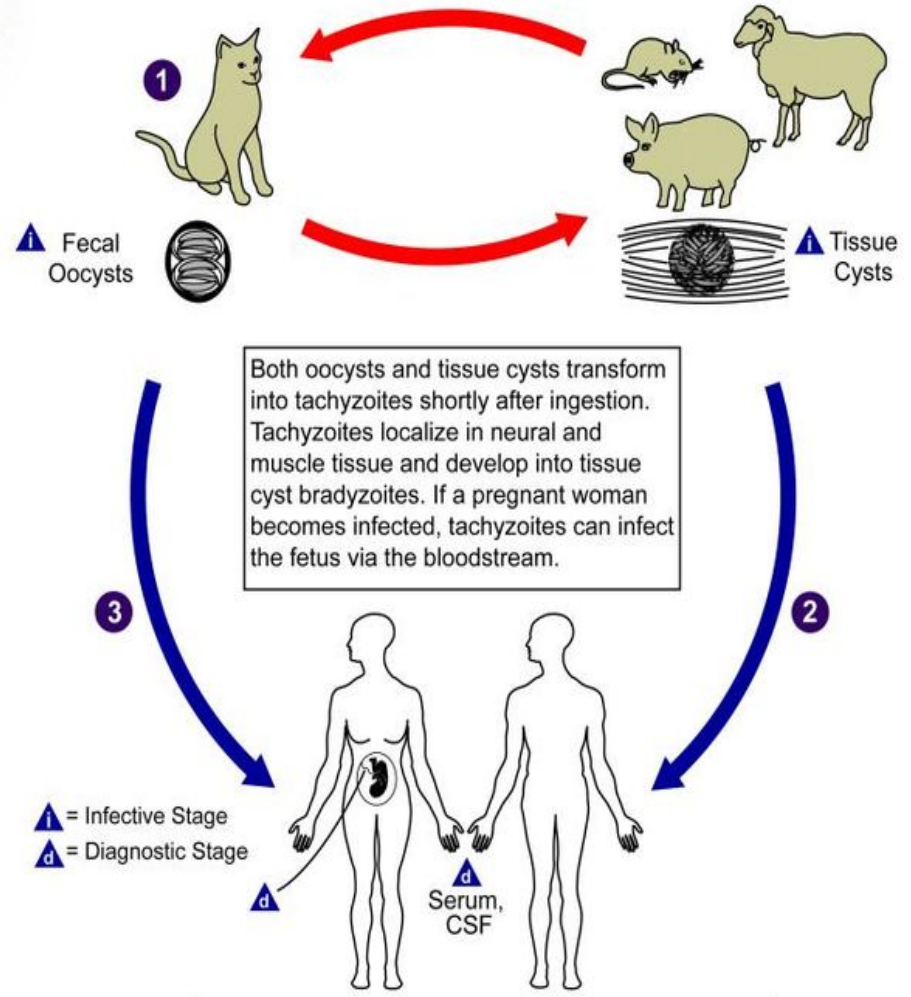 1
i Fecal
Oocysts
i Tissue
Cysts
Both oocysts and tissue cysts transform
into tachyzoites shortly after ingestion.
Tachyzoites localize in neural and
muscle tissue and develop into tissue
cyst bradyzoites. If a pregnant woman
becomes infected, tachyzoites can infect
the fetus via the bloodstream.
3
2
i = Infective Stage
d = Diagnostic Stage
d
d
Serum,
CSF